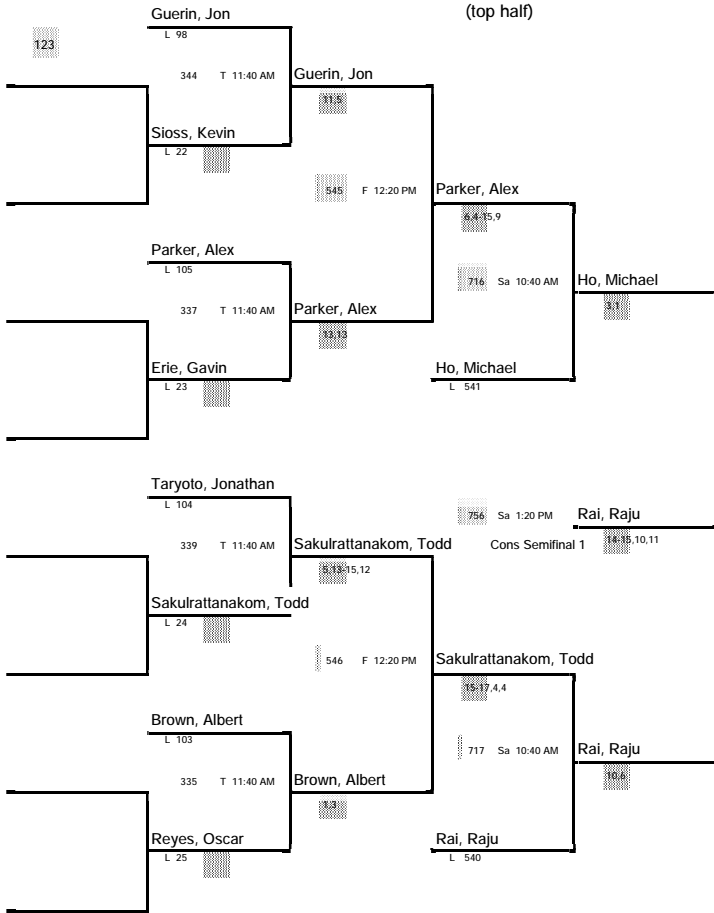 Guerin, Jon
(top half)
L 98
123
344 T 11:40 AM
Guerin, Jon
11,5
Sioss, Kevin
L 22
545 F 12:20 PM
Parker, Alex
6,4-15,9
Parker, Alex
L 105
716 Sa 10:40 AM
Ho, Michael
3,1
337 T 11:40 AM
Parker, Alex
13,13
Erie, Gavin
L 23
Ho, Michael
L 541
Taryoto, Jonathan
L 104
756 Sa 1:20 PM
Rai, Raju
339 T 11:40 AM
Sakulrattanakom, Todd
Cons Semifinal 1
14-15,10,11
5,13-15,12
Sakulrattanakom, Todd
L 24
546 F 12:20 PM
Sakulrattanakom, Todd
15-17,4,4
Brown, Albert
L 103
717 Sa 10:40 AM
Rai, Raju
10,6
335 T 11:40 AM
Brown, Albert
1,3
Reyes, Oscar
L 25
Rai, Raju
L 540